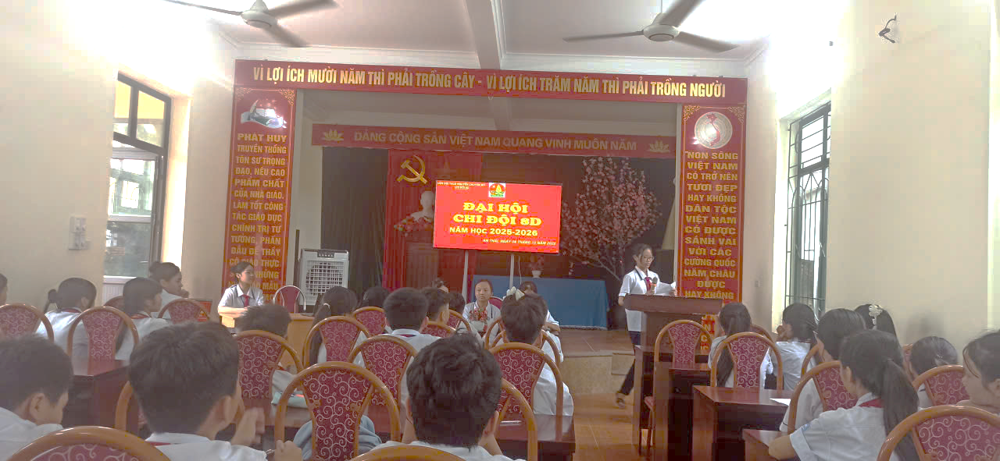 VÌ LỢI ÍCH MƯỜI NĂM THÌ PHẢI TRỒNG CÂY - VÌ LỢI ÍCH TRĂM NĂM THÌ PHẢI TRỒNG NGƯỜI
ĐẢNG CỘNG SẢN VIỆT NAM QUANG VINH MUÔN NĂM
PHÁT HUY
TRUYỀN THỐNG
TÔN SƯ TRỌNG
ĐẠO, NÊU CAO
PHẨM CHẤT
CỦA NHÀ GIÁO,
LÀM TỐT CÔNG
TÁC GIÁO DỤC
CHÍNH TRỊ TƯ
TƯỞNG, PHẤN
ĐẤU ĐỂ THẦY
CÔ GIÁO THỰC
NHỮNG
MẪU
ĐẠI HỘI
CHI ĐỘI 8D
NĂM HỌC 2025-2026
"NON SÔNG
VIỆT NAM
CÓ TRỞ NÊN
TƯƠI ĐẸP
HAY KHÔNG
DÂN TỘC
VIỆT NAM
CÓ ĐƯỢC
SÁNH VAI
VỚI CÁC
CƯỜNG QUỐC
NĂM CHÂU
ĐƯỢC
HAY KHÔNG